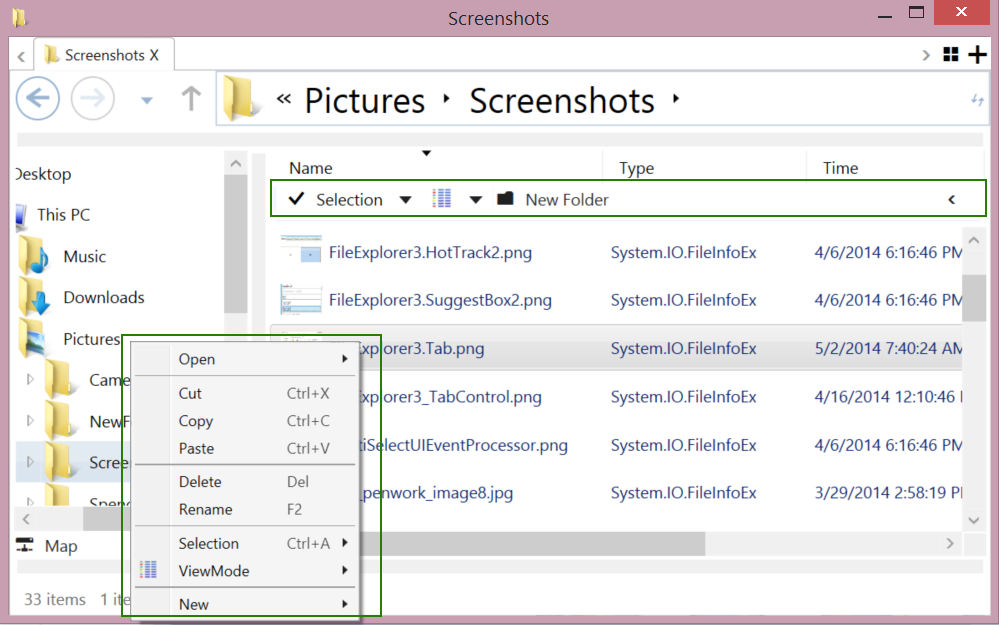 Screenshots
Screenshots X
« Pictures Screenshots
Name Type Time
Selection New Folder
Desktop
This PC
Music
Downloads
Pictures
Came
NewF
Scree
FileExplorer3.HotTrack2.png System.IO.FileInfoEx 4/6/2014 6:16:46 PM
FileExplorer3.SuggestBox2.png System.IO.FileInfoEx 4/6/2014 6:16:46 PM
Explorer3.Tab.png System.IO.FileInfoEx 5/2/2014 7:40:24 AM
xplorer3_TabControl.png System.IO.FileInfoEx 4/16/2014 12:10:46
tiSelectUIEventProcessor.png System.IO.FileInfoEx 4/6/2014 6:16:46 PM
penwork_image8.jpg System.IO.FileInfoEx 3/29/2014 2:58:19 P
Open
Cut Ctrl+X
Copy Ctrl+C
Paste Ctrl+V
Delete Del
Rename F2
Selection Ctrl+A
ViewMode
New
Map
33 items 1 ite